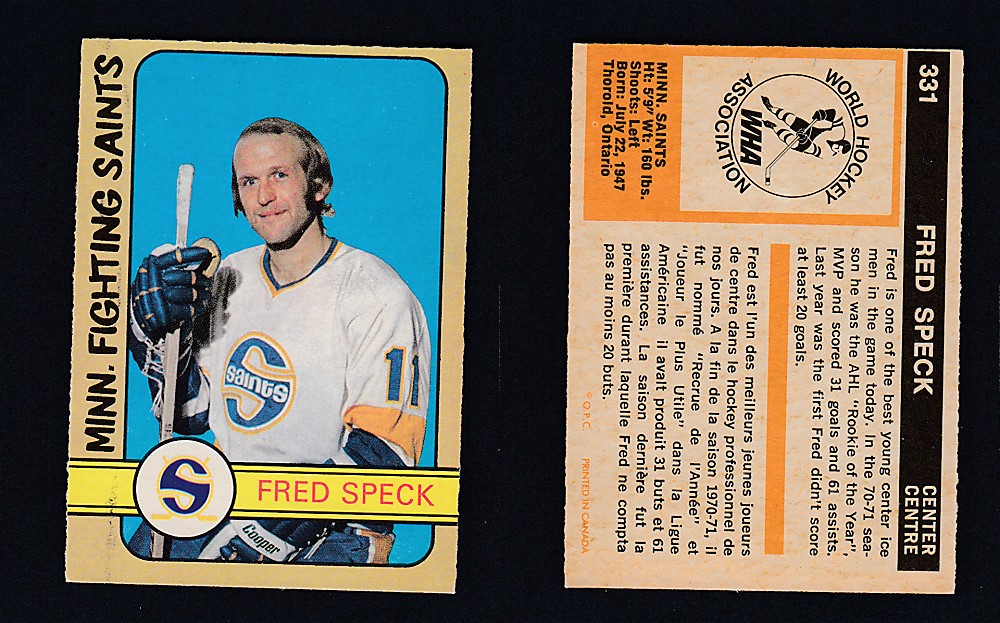 MINN. FIGHTING SAINTS
11
Saints
S
FRED SPECK
Cooper
331
FRED SPECK
CENTER
CENTRE
WORLD HOCKEY
ASSOCIATION
WHA
MINN. SAINTS
Ht: 5'9" Wt: 160 lbs.
Shoots: Left
Born: July 22, 1947
Thorold, Ontario
Fred is one of the best young center ice
men in the game today. In the 70-71 sea-
son he was the AHL "Rookie of the Year",
MVP and scored 31 goals and 61 assists.
Last year was the first Fred didn't score
at least 20 goals.
Fred est l'un des meilleurs jeunes joueurs
de centre dans le hockey professionnel de
nos jours. A la fin de la saison 1970-71, il
fut nommé "Recrue de l'Année" et
"Joueur le Plus Utile" dans la Ligue
Américaine il avait produit 31 buts et 61
assistances. La saison dernière fut la
première durant laquelle Fred ne compta
pas au moins 20 buts.
© O.P.C. PRINTED IN CANADA